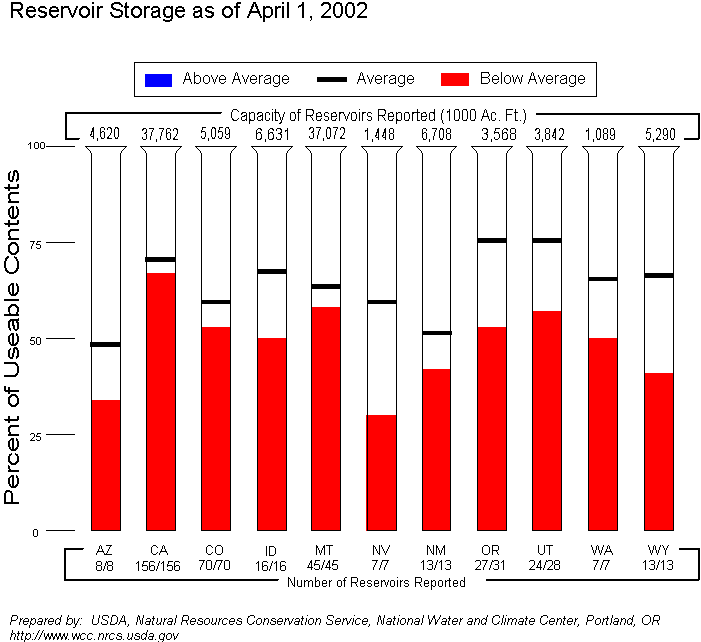 Reservoir Storage as of April 1, 2002
Above Average Average Below Average
Capacity of Reservoirs Reported (1000 Ac. Ft.)
4,620 37,762 5,059 6,631 37,072 1,448 6,708 3,568 3,842 1,089 5,290
100
75
50
25
0
Percent of Useable Contents
AZ CA CO ID MT NV NM OR UT WA WY
8/8 156/156 70/70 16/16 45/45 7/7 13/13 27/31 24/28 7/7 13/13
Number of Reservoirs Reported
Prepared by: USDA, Natural Resources Conservation Service, National Water and Climate Center, Portland, OR
http://www.wcc.nrcs.usda.gov